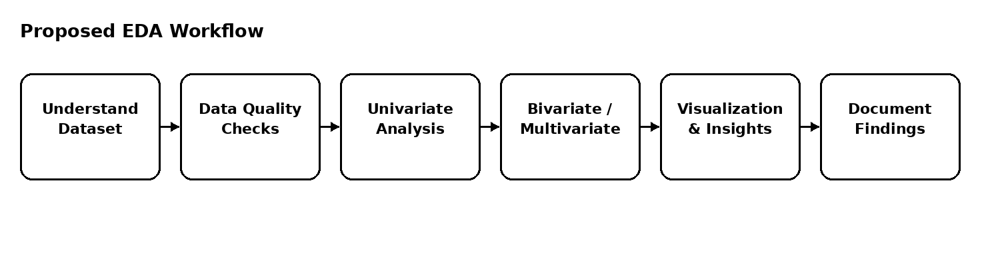 Proposed EDA Workflow
Understand
Dataset
Data Quality
Checks
Univariate
Analysis
Bivariate /
Multivariate
Visualization
& Insights
Document
Findings